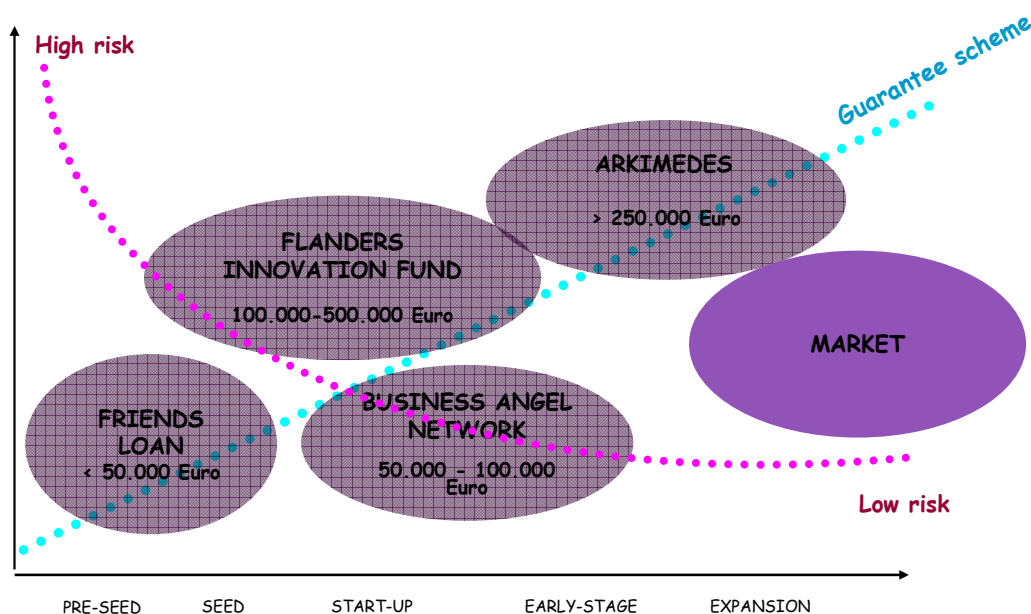 High risk
Guarantee scheme
ARKIMEDES
> 250.000 Euro
FLANDERS
INNOVATION FUND
100.000-500.000 Euro
MARKET
FRIENDS
LOAN
< 50.000 Euro
BUSINESS ANGEL
NETWORK
50.000 - 100.000
Euro
Low risk
PRE-SEED SEED START-UP EARLY-STAGE EXPANSION